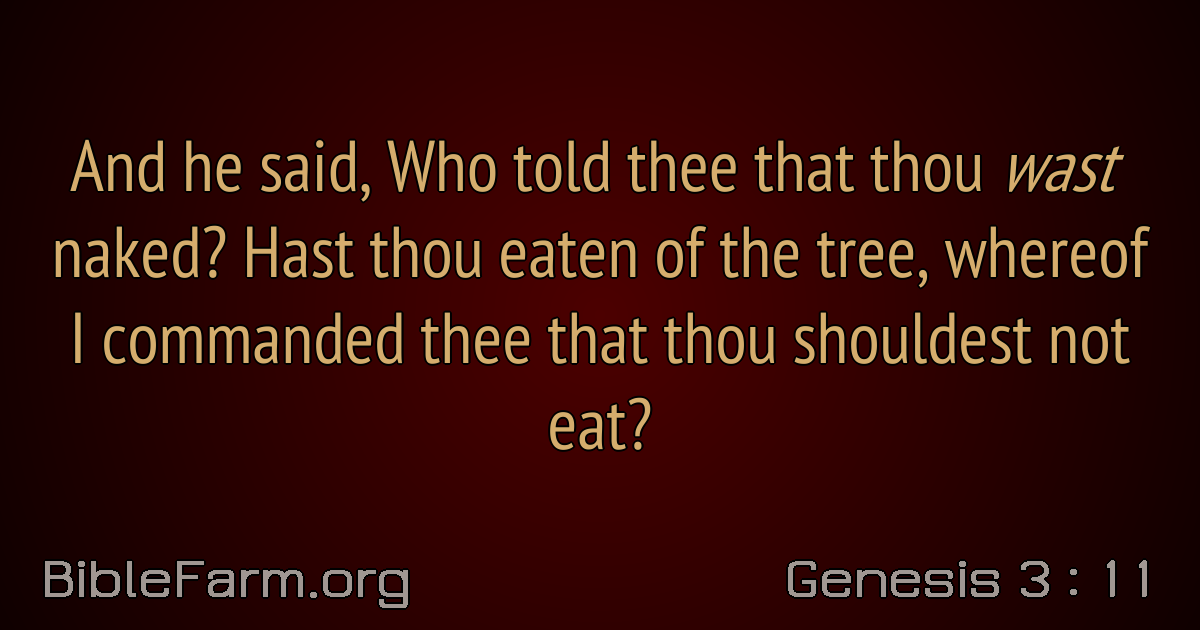 And he said, Who told thee that thou wast
naked? Hast thou eaten of the tree, whereof
I commanded thee that thou shouldest not
eat?
BibleFarm.org
Genesis 3 : 11